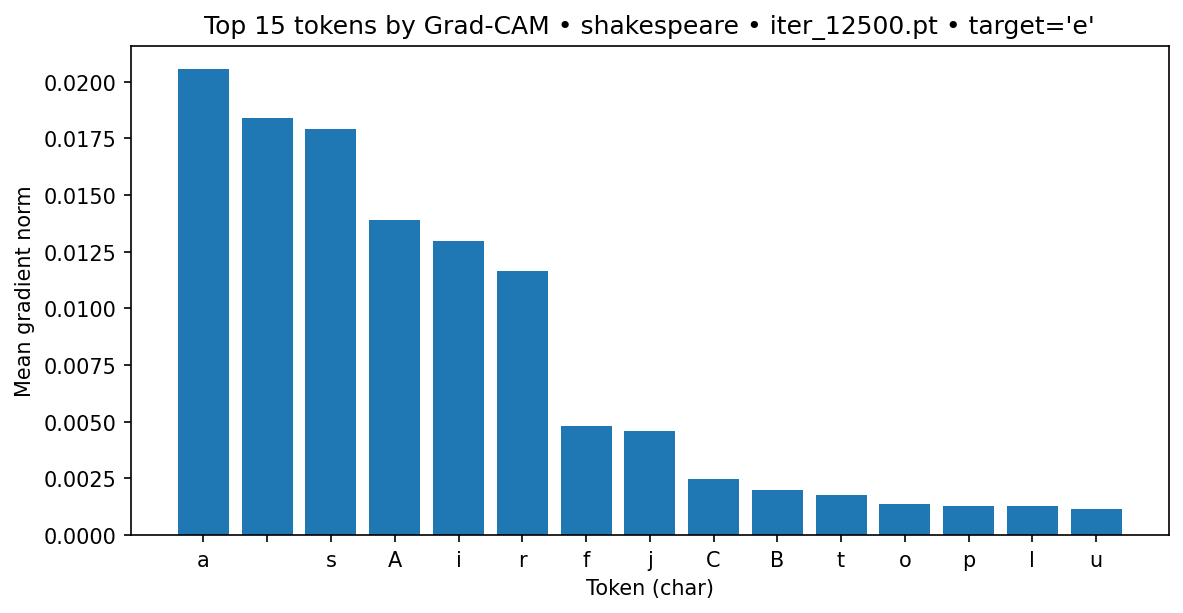 Top 15 tokens by Grad-CAM • shakespeare • iter_12500.pt • target='e'
0.0200
0.0175
0.0150
0.0125
0.0100
0.0075
0.0050
0.0025
0.0000
Mean gradient norm
a s A i r f j C B t o p l u
Token (char)